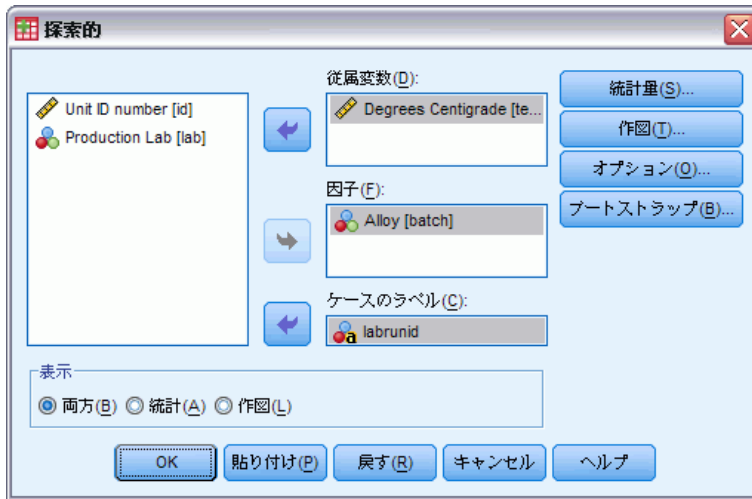 探索的
Unit ID number [id]
Production Lab [lab]
従属変数(D):
Degrees Centigrade [te...
因子(F):
Alloy [batch]
ケースのラベル(C):
labrunid
統計量(S)...
作図(T)...
オプション(O)...
ブートストラップ(B)...
表示
両方(B) 統計(A) 作図(L)
OK 貼り付け(P) 戻す(R) キャンセル ヘルプ